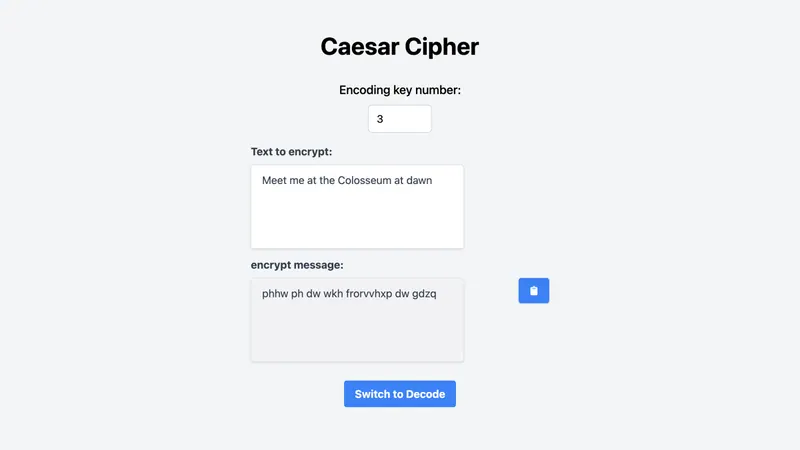 Caesar Cipher
Encoding key number:
3
Text to encrypt:
Meet me at the Colosseum at dawn
encrypt message:
phhw ph dw wkh frorvvhxp dw gdzq
Switch to Decode